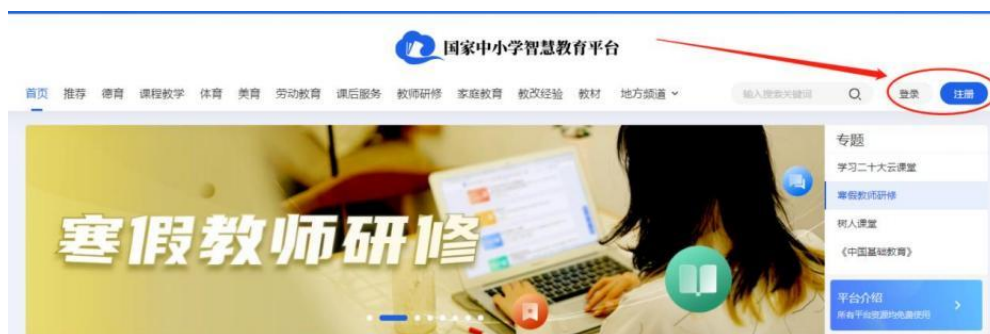 国家中小学智慧教育平台
首页 推荐 德育 课程教学 体育 美育 劳动教育 课后服务 教师研修 家庭教育 教改经验 教材 地方频道 输入搜索关键词 登录 注册
寒假教师研修
专题
学习二十大云课堂
寒假教师研修
树人课堂
《中国基础教育》
平台介绍
所有平台资源均免费使用